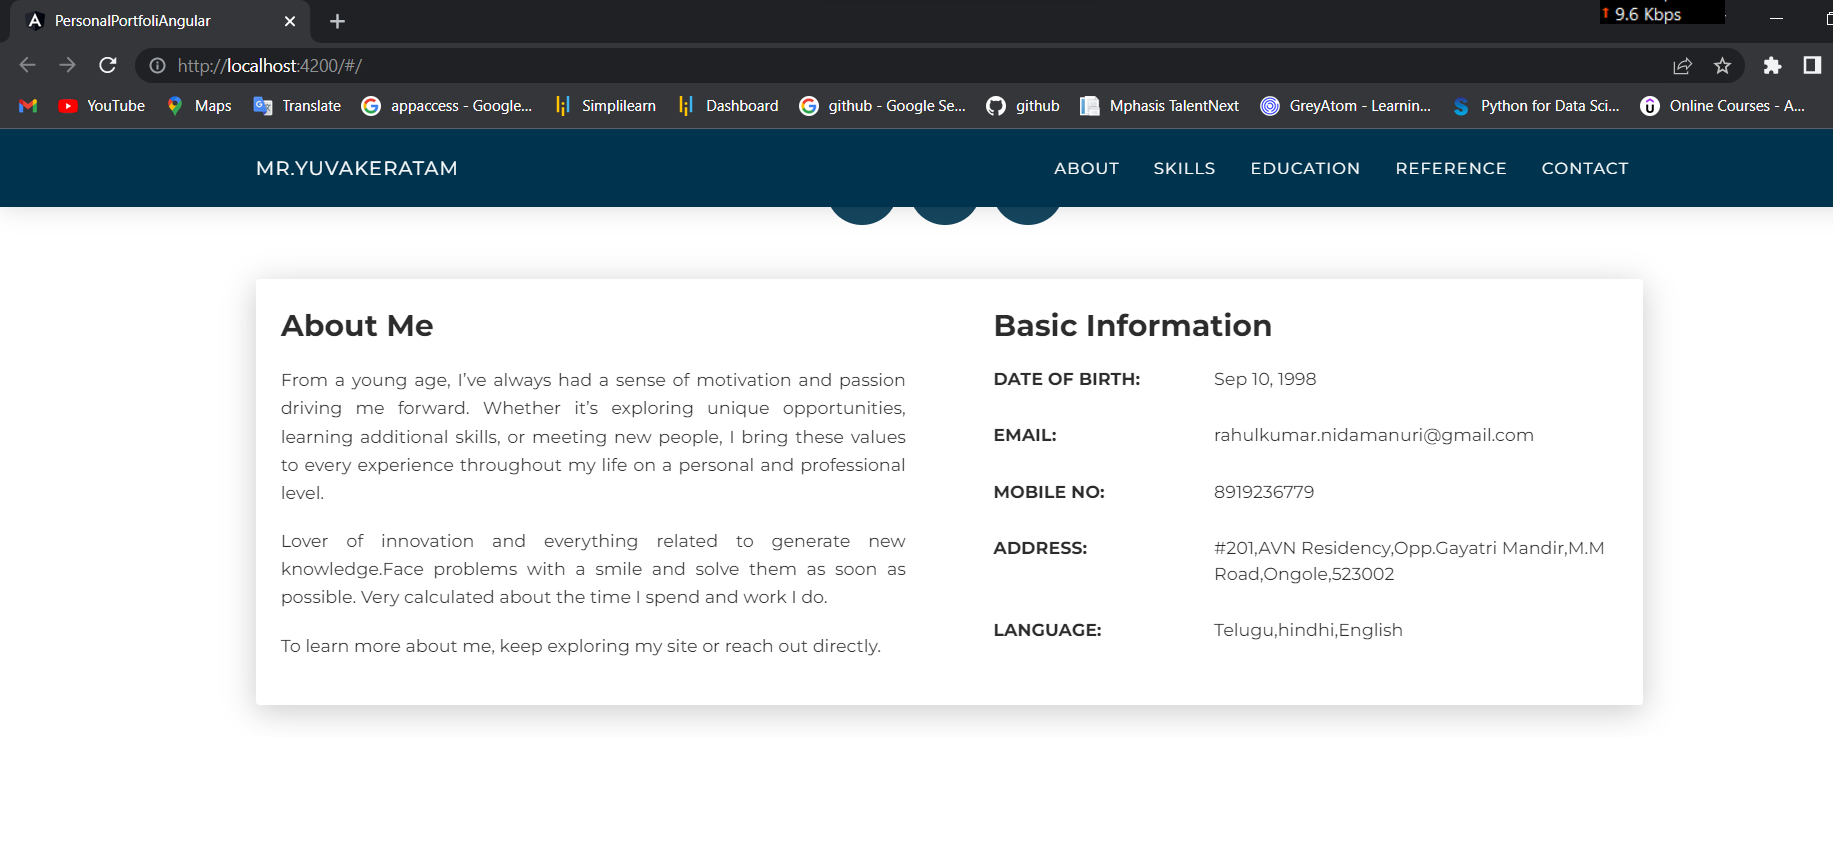 PersonalPortfoliAngular
9.6 Kbps
http://localhost:4200/#/
YouTube Maps Translate appaccess - Google... Simplilearn Dashboard github - Google Se... github Mphasis TalentNext GreyAtom - Learnin... Python for Data Sci... Online Courses - A...
MR.YUVAKERATAM ABOUT SKILLS EDUCATION REFERENCE CONTACT
About Me
From a young age, I’ve always had a sense of motivation and passion
driving me forward. Whether it’s exploring unique opportunities,
learning additional skills, or meeting new people, I bring these values
to every experience throughout my life on a personal and professional
level.
Lover of innovation and everything related to generate new
knowledge.Face problems with a smile and solve them as soon as
possible. Very calculated about the time I spend and work I do.
To learn more about me, keep exploring my site or reach out directly.
Basic Information
DATE OF BIRTH: Sep 10, 1998
EMAIL: rahulkumar.nidamanuri@gmail.com
MOBILE NO: 8919236779
ADDRESS: #201,AVN Residency,Opp.Gayatri Mandir,M.M
Road,Ongole,523002
LANGUAGE: Telugu,hindhi,English